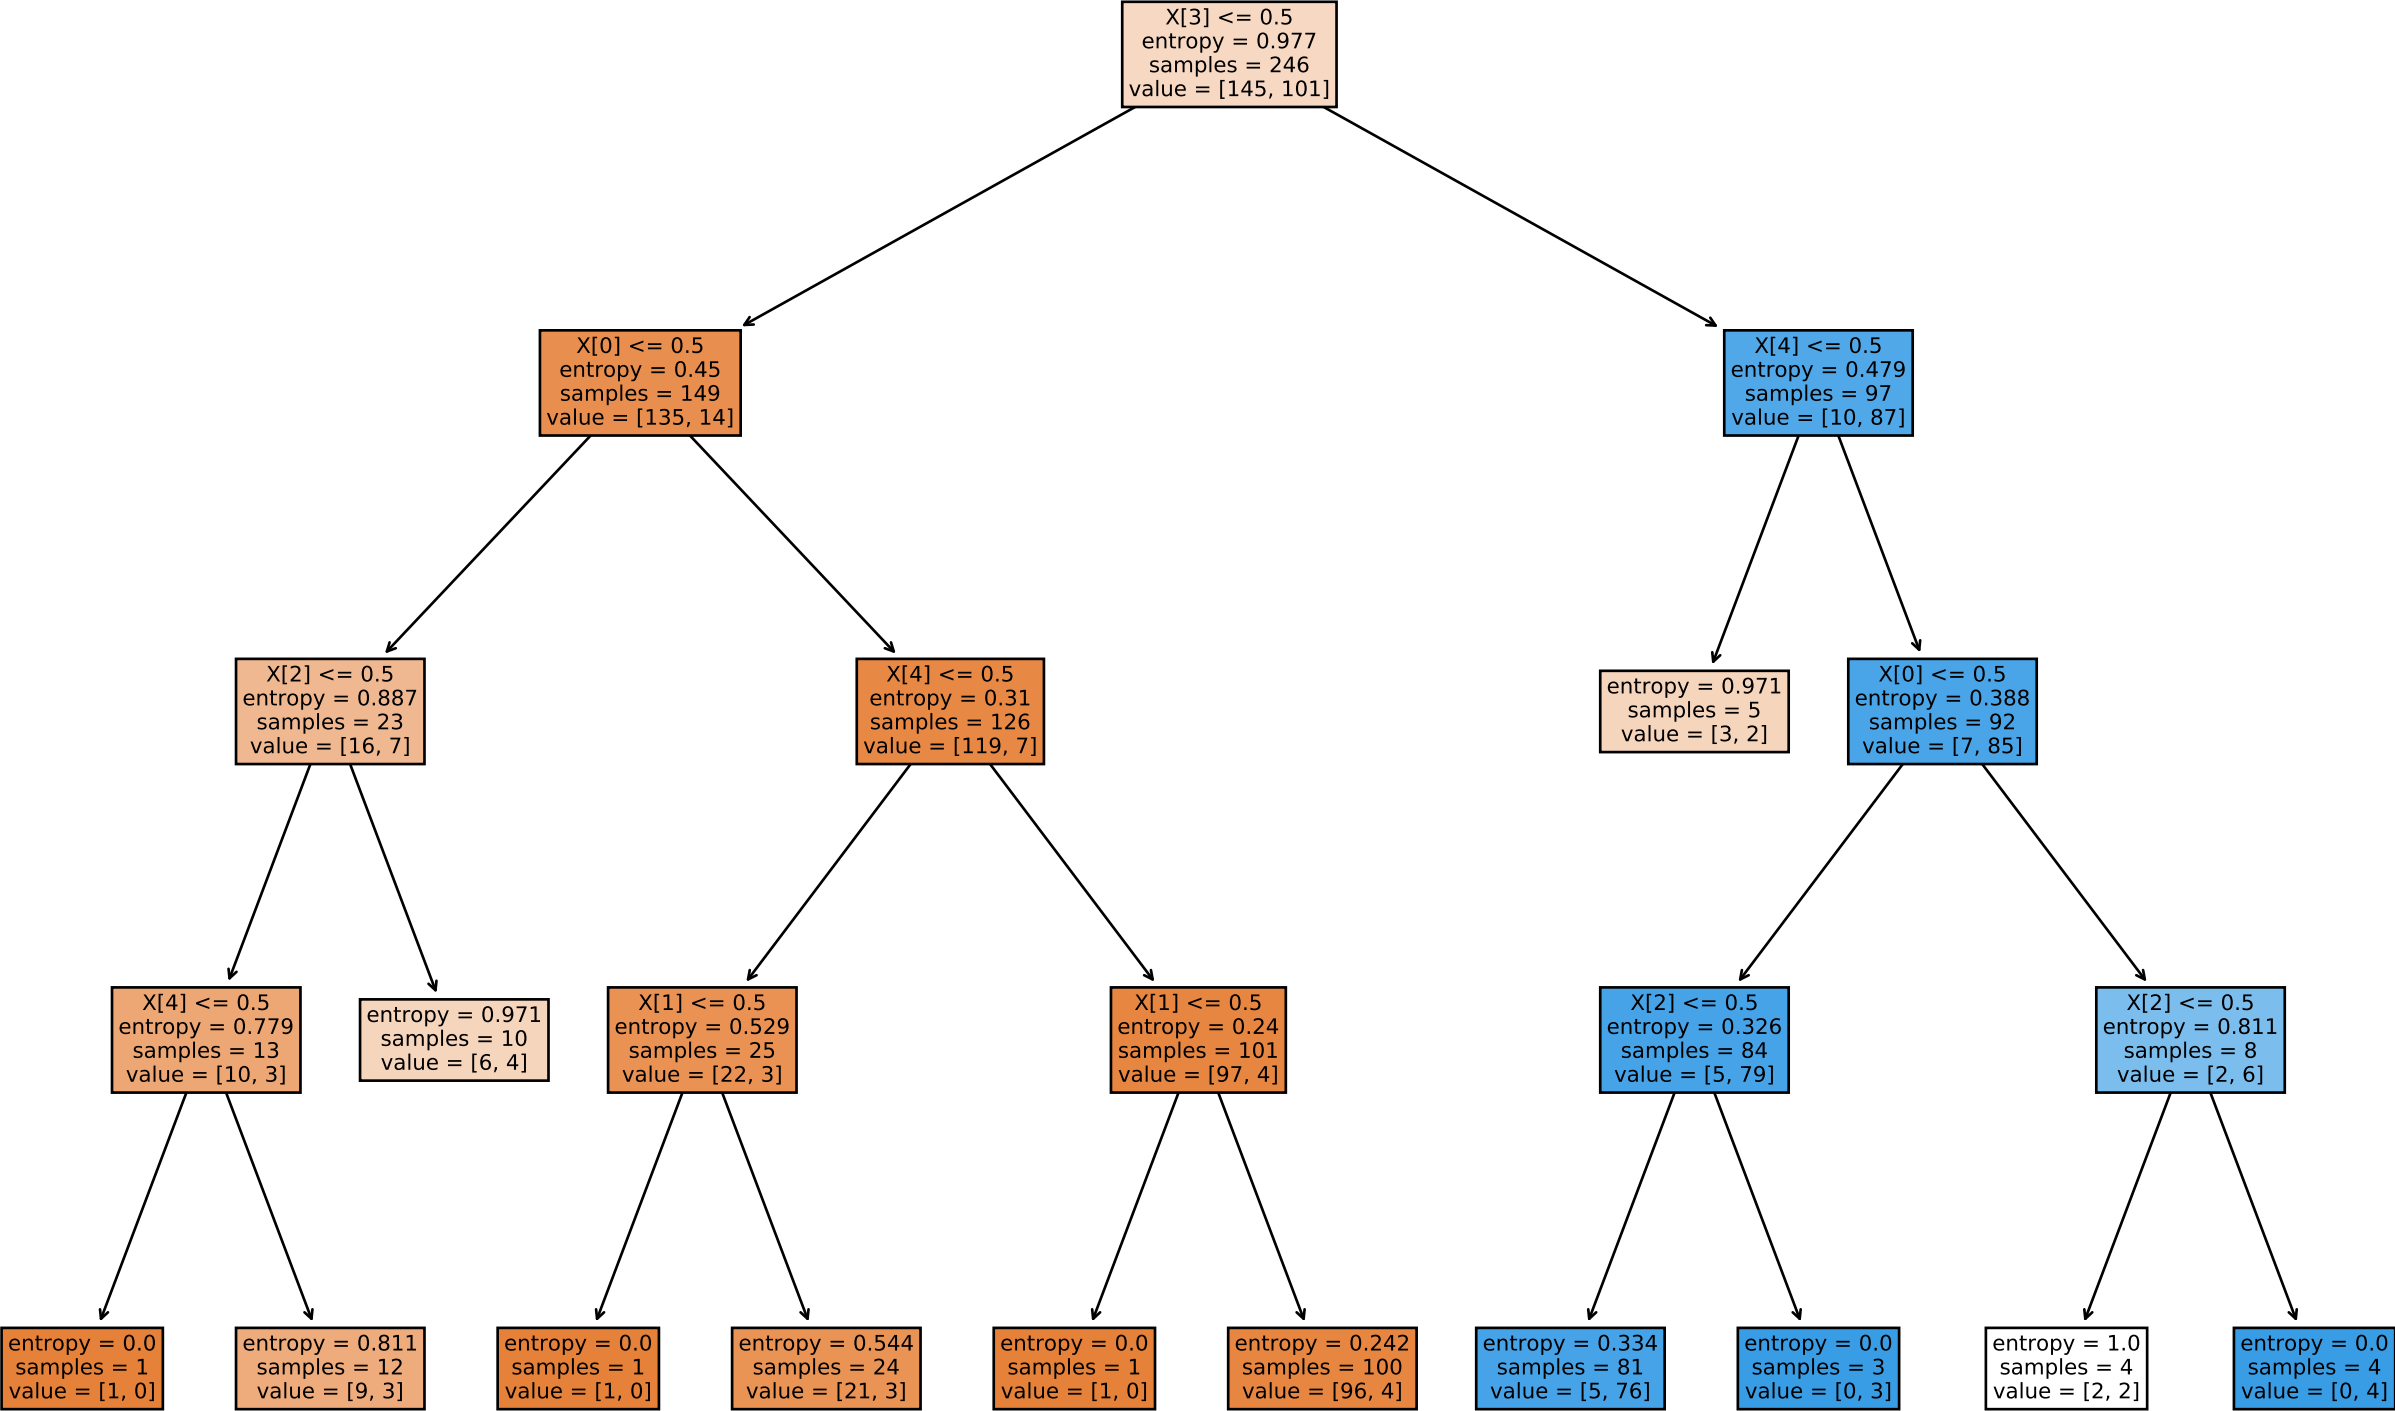 X[3] <= 0.5
entropy = 0.977
samples = 246
value = [145, 101]
X[0] <= 0.5
entropy = 0.45
samples = 149
value = [135, 14]
X[4] <= 0.5
entropy = 0.479
samples = 97
value = [10, 87]
X[2] <= 0.5
entropy = 0.887
samples = 23
value = [16, 7]
X[4] <= 0.5
entropy = 0.31
samples = 126
value = [119, 7]
entropy = 0.971
samples = 5
value = [3, 2]
X[0] <= 0.5
entropy = 0.388
samples = 92
value = [7, 85]
X[4] <= 0.5
entropy = 0.779
samples = 13
value = [10, 3]
entropy = 0.971
samples = 10
value = [6, 4]
X[1] <= 0.5
entropy = 0.529
samples = 25
value = [22, 3]
X[1] <= 0.5
entropy = 0.24
samples = 101
value = [97, 4]
X[2] <= 0.5
entropy = 0.326
samples = 84
value = [5, 79]
X[2] <= 0.5
entropy = 0.811
samples = 8
value = [2, 6]
entropy = 0.0
samples = 1
value = [1, 0]
entropy = 0.811
samples = 12
value = [9, 3]
entropy = 0.0
samples = 1
value = [1, 0]
entropy = 0.544
samples = 24
value = [21, 3]
entropy = 0.0
samples = 1
value = [1, 0]
entropy = 0.242
samples = 100
value = [96, 4]
entropy = 0.334
samples = 81
value = [5, 76]
entropy = 0.0
samples = 3
value = [0, 3]
entropy = 1.0
samples = 4
value = [2, 2]
entropy = 0.0
samples = 4
value = [0, 4]